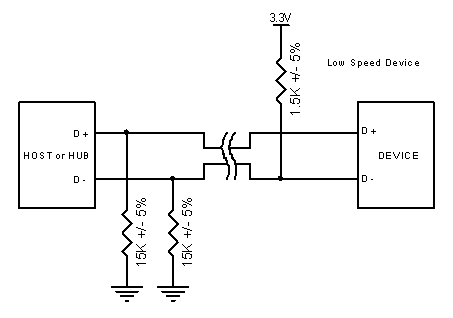 3.3V
1.5K +/- 5%
Low Speed Device
D+
HOST or HUB
D-
D+
DEVICE
D-
15K +/- 5%
15K +/- 5%